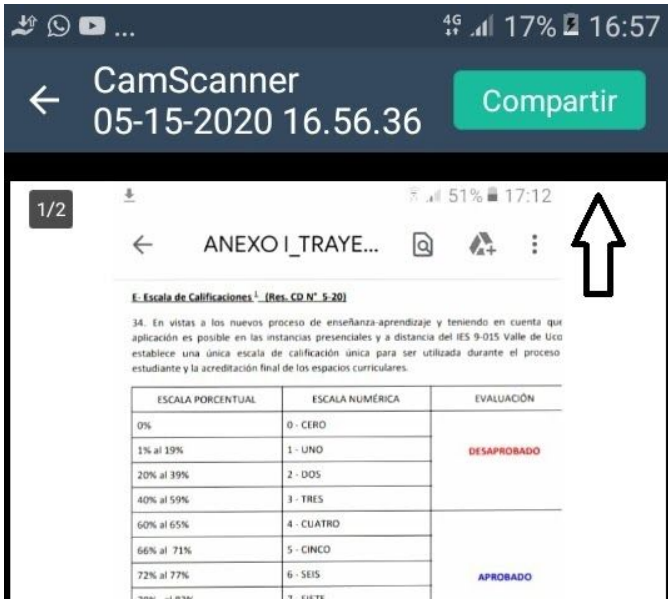 ... 4G 17% 16:57
CamScanner
05-15-2020 16.56.36
Compartir
1/2
51% 17:12
ANEXO I_TRAYE...
E- Escala de Calificaciones 1 (Res. CD N° 5-20)
34. En vistas a los nuevos proceso de enseñanza-aprendizaje y teniendo en cuenta que
aplicación es posible en las instancias presenciales y a distancia del IES 9-015 Valle de Uco
establece una única escala de calificación única para ser utilizada durante el proceso
estudiante y la acreditación final de los espacios curriculares.
ESCALA PORCENTUAL ESCALA NUMÉRICA EVALUACIÓN
0% 0 - CERO
1% al 19% 1 - UNO
DESAPROBADO
20% al 39% 2 - DOS
40% al 59% 3 - TRES
60% al 65% 4 - CUATRO
66% al 71% 5 - CINCO
72% al 77% 6 - SEIS
APROBADO
7 - SIETE